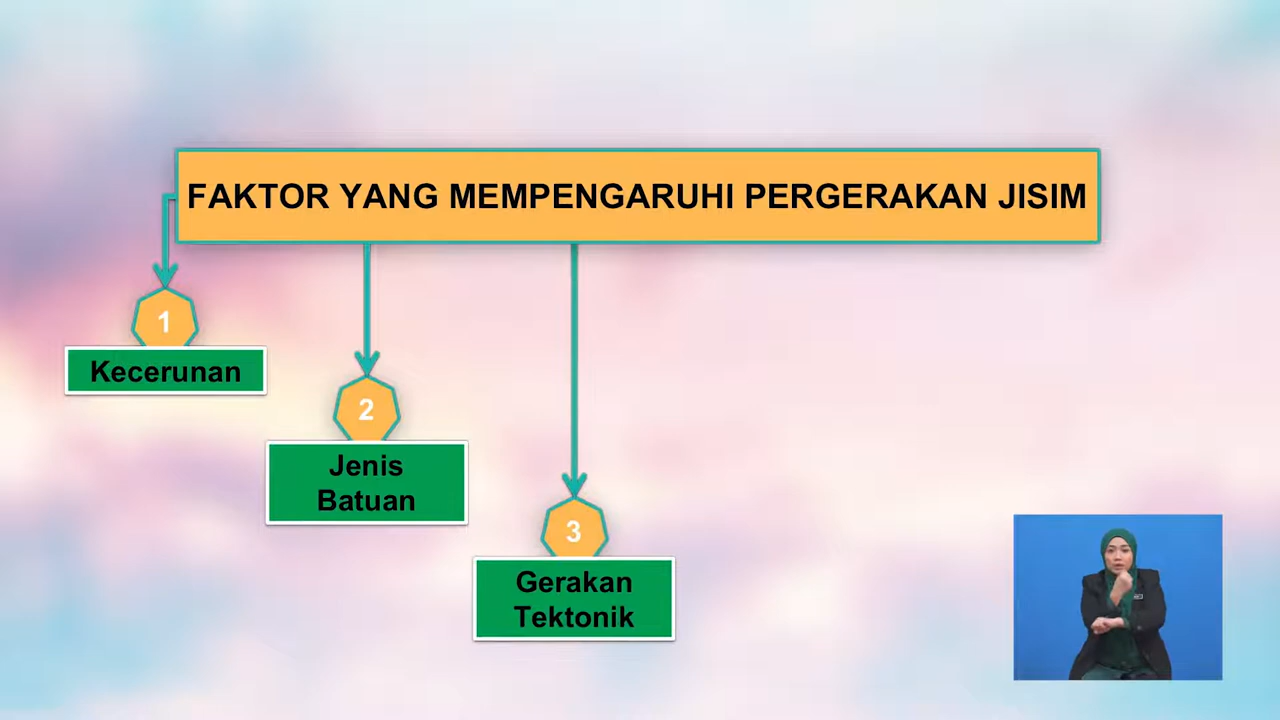 FAKTOR YANG MEMPENGARUHI PERGERAKAN JISIM
1
Kecerunan
2
Jenis
Batuan
3
Gerakan
Tektonik